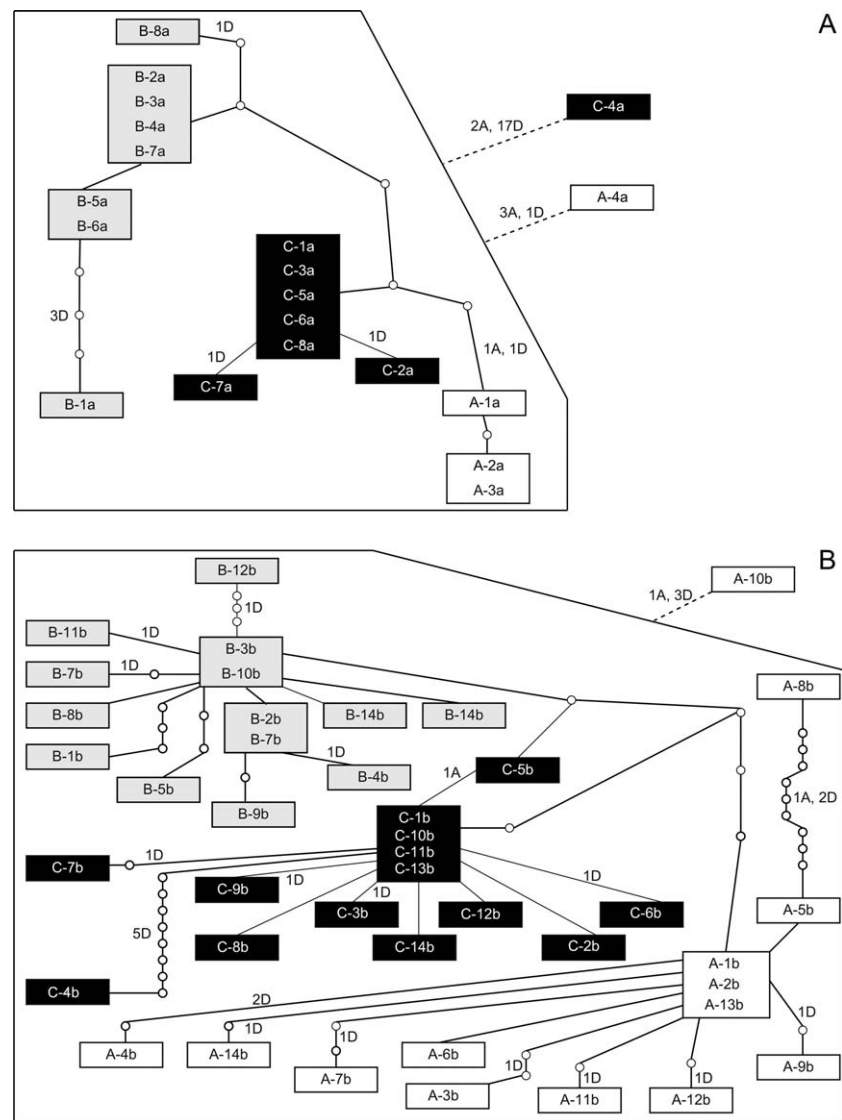 A
1D
B-8a
B-2a
B-3a
B-4a
B-7a
C-4a
2A, 17D
B-5a
B-6a
A-4a
3A, 1D
C-1a
C-3a
C-5a
C-6a
C-8a
3D
1D
1D
1A, 1D
C-7a
C-2a
B-1a
A-1a
A-2a
A-3a
B
B-12b
1D
A-10b
1A, 3D
B-11b
1D
B-3b
B-10b
B-7b
1D
A-8b
B-8b
B-2b
B-7b
B-14b
B-14b
B-1b
B-5b
1D
B-4b
C-5b
1A
B-9b
1A, 2D
C-1b
C-10b
C-11b
C-13b
C-7b
1D
C-9b
1D
1D
1D
C-3b
C-12b
C-6b
A-5b
5D
C-8b
C-14b
C-2b
C-4b
A-1b
A-2b
A-13b
2D
1D
1D
1D
1D
1D
1D
A-4b
A-14b
A-7b
A-6b
A-3b
A-11b
A-12b
A-9b